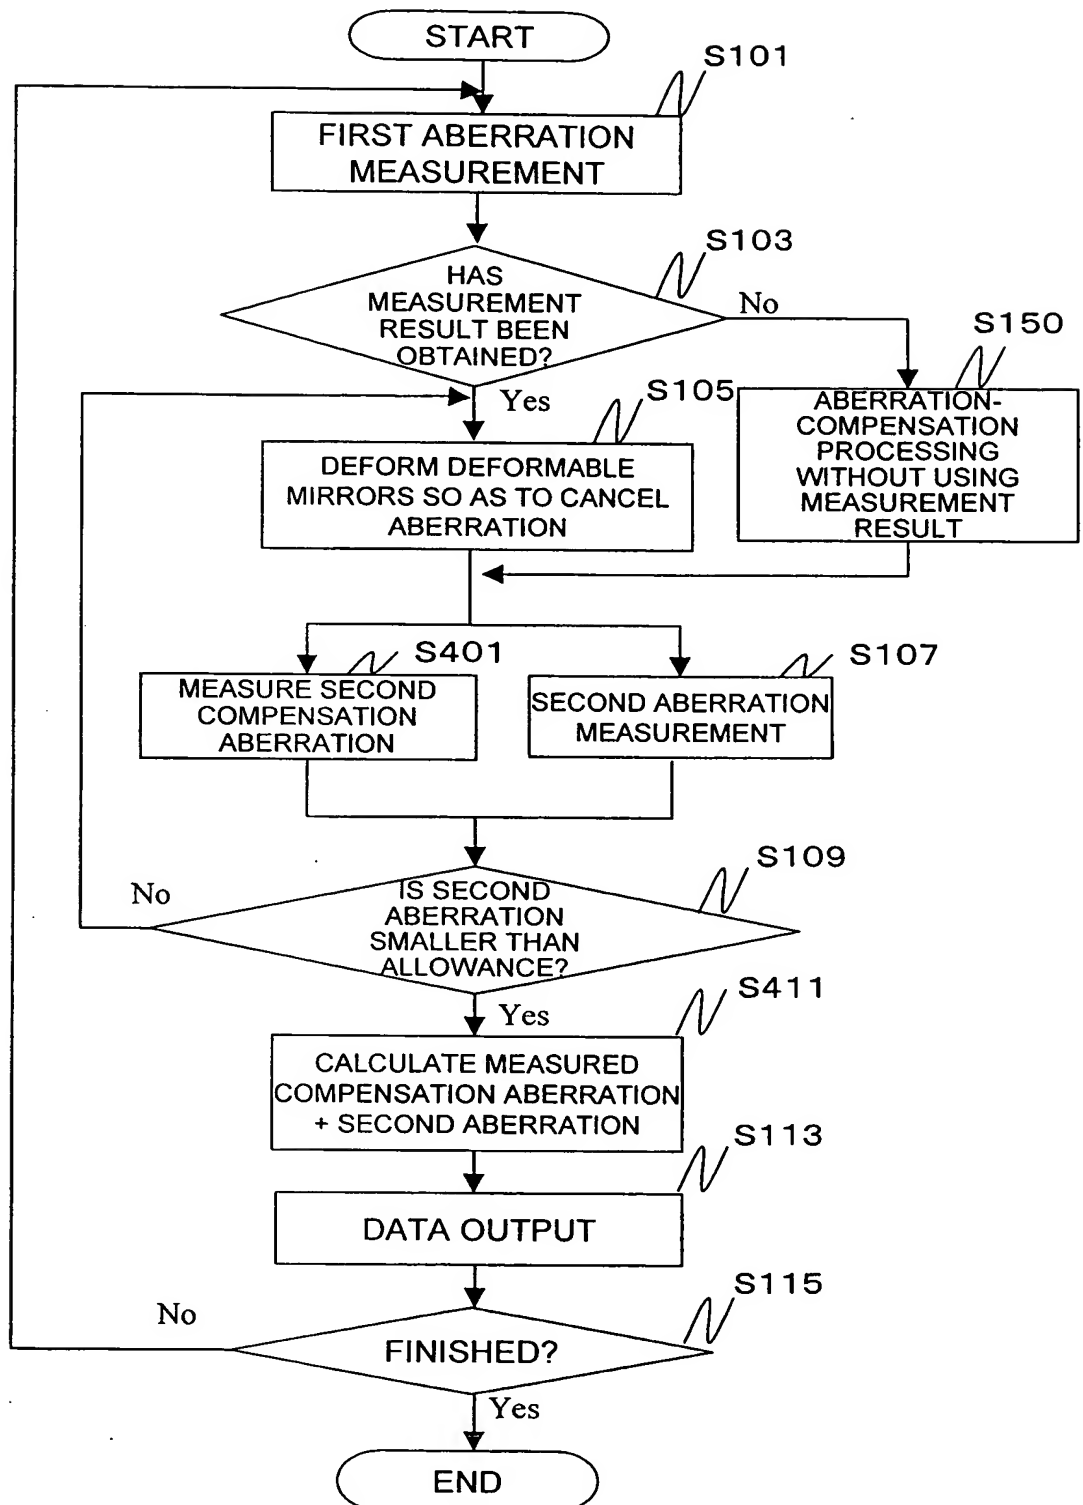 START
S101
FIRST ABERRATION
MEASUREMENT
S103
HAS
MEASUREMENT
RESULT BEEN
OBTAINED?
No
Yes
S150
ABERRATION-
COMPENSATION
PROCESSING
WITHOUT USING
MEASUREMENT
RESULT
S105
DEFORM DEFORMABLE
MIRRORS SO AS TO CANCEL
ABERRATION
S401
MEASURE SECOND
COMPENSATION
ABERRATION
S107
SECOND ABERRATION
MEASUREMENT
S109
IS SECOND
ABERRATION
SMALLER THAN
ALLOWANCE?
No
Yes
S411
CALCULATE MEASURED
COMPENSATION ABERRATION
+ SECOND ABERRATION
S113
DATA OUTPUT
S115
FINISHED?
No
Yes
END